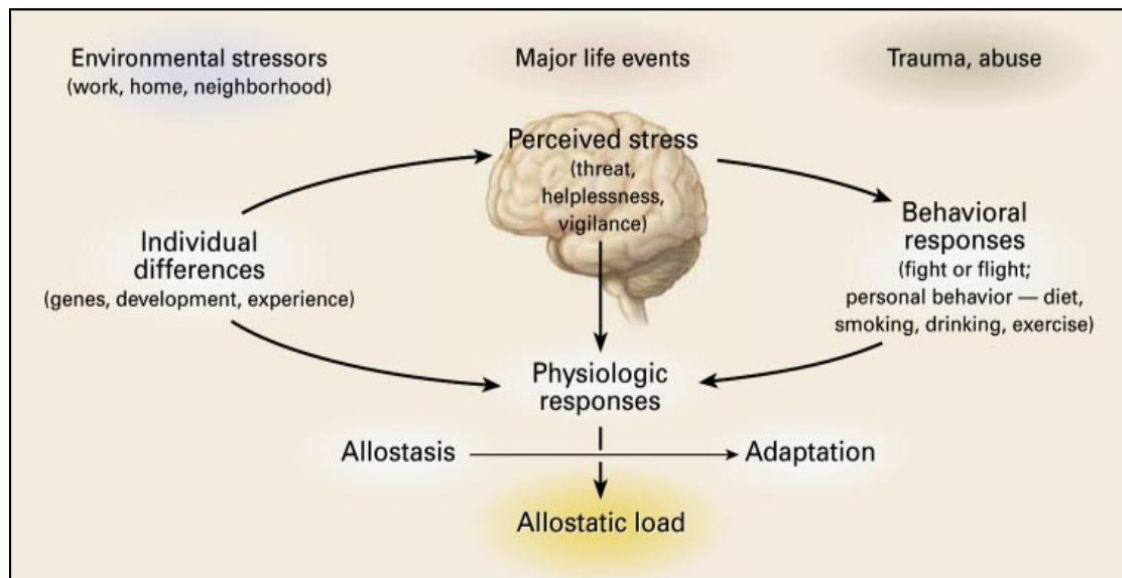 Environmental stressors
(work, home, neighborhood)
Major life events
Trauma, abuse
Perceived stress
(threat,
helplessness,
vigilance)
Individual
differences
(genes, development, experience)
Behavioral
responses
(fight or flight;
personal behavior — diet,
smoking, drinking, exercise)
Physiologic
responses
Allostasis
Adaptation
Allostatic load